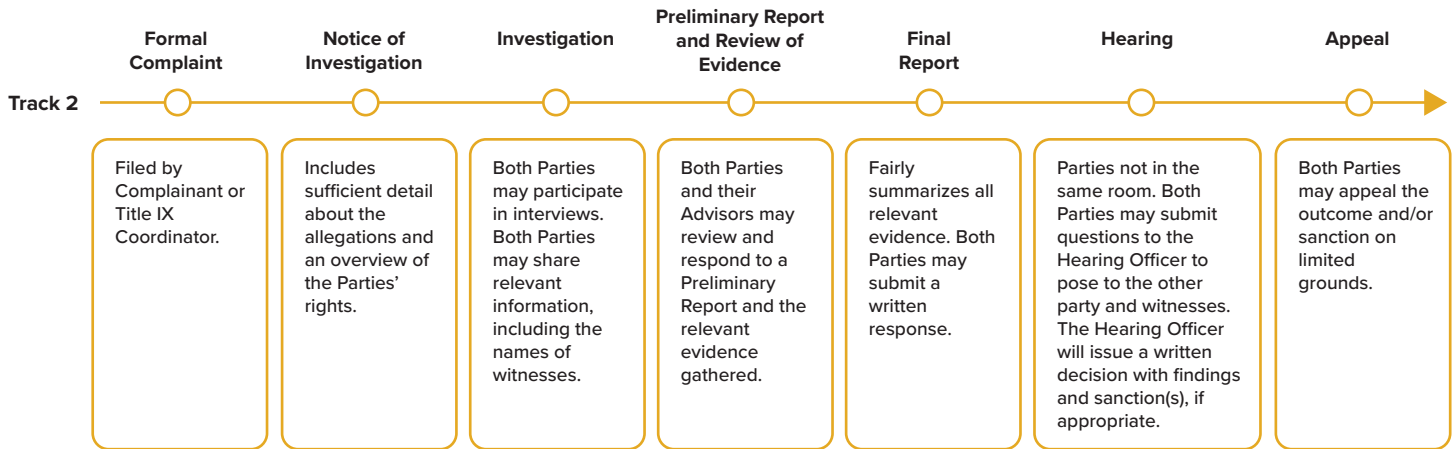 Formal
Complaint
Notice of
Investigation
Investigation
Preliminary Report
and Review of
Evidence
Final
Report
Hearing
Appeal
Track 2
Filed by
Complainant or
Title IX
Coordinator.
Includes
sufficient detail
about the
allegations and
an overview of
the Parties’
rights.
Both Parties
may participate
in interviews.
Both Parties
may share
relevant
information,
including the
names of
witnesses.
Both Parties
and their
Advisors may
review and
respond to a
Preliminary
Report and the
relevant
evidence
gathered.
Fairly
summarizes all
relevant
evidence. Both
Parties may
submit a
written
response.
Parties not in the
same room. Both
Parties may submit
questions to the
Hearing Officer to
pose to the other
party and witnesses.
The Hearing Officer
will issue a written
decision with findings
and sanction(s), if
appropriate.
Both Parties
may appeal the
outcome and/or
sanction on
limited
grounds.